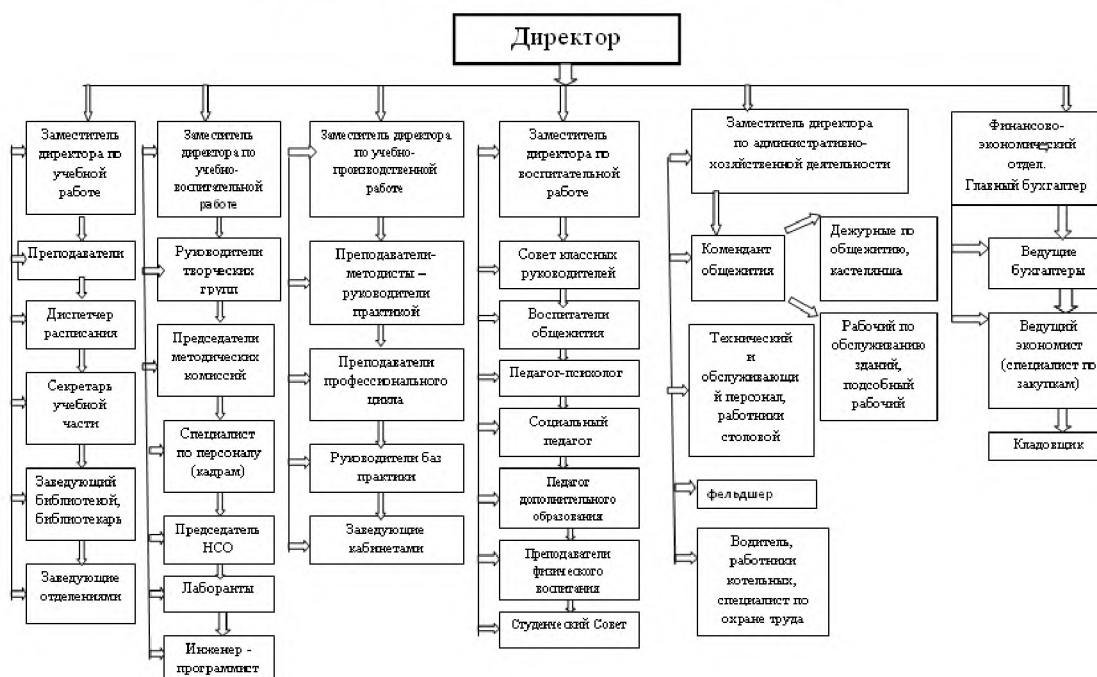 Директор
Заместитель
директора по
учебной
работе
Преподаватели
Диспетчер
расписания
Секретарь
учебной
части
Заведующий
библиотекой,
библиотекарь
Заведующие
отделениями
Заместитель
директора по
учебно-
воспитательной
работе
Руководители
творческих
групп
Председатели
методических
комиссий
Специалист
по персоналу
(кадрам)
Председатель
НСО
Лаборанты
Инженер -
программист
Заместитель директора
по учебно-
производственной
работе
Преподаватели-
методисты –
руководители
практикой
Преподаватели
профессионального
цикла
Руководители баз
практики
Заведующие
кабинетами
Заместитель
директора по
воспитательной
работе
Совет классных
руководителей
Воспитатели
общежития
Педагог-психолог
Социальный
педагог
Педагог
дополнительного
образования
Преподаватели
физического
воспитания
Студенческий Совет
Заместитель директора
по административно-
хозяйственной деятельности
Комендант
общежития
Дежурные по
общежитию,
кастелянша
Рабочий по
обслуживанию
зданий,
подсобный
рабочий
Технический
и
обслуживающи
й персонал,
работники
столовой
фельдшер
Водитель,
работники
котельных,
специалист по
охране труда
Финансово-
экономический
отдел.
Главный бухгалтер
Ведущие
бухгалтеры
Ведущий
экономист
(специалист по
закупкам)
Кладовщик